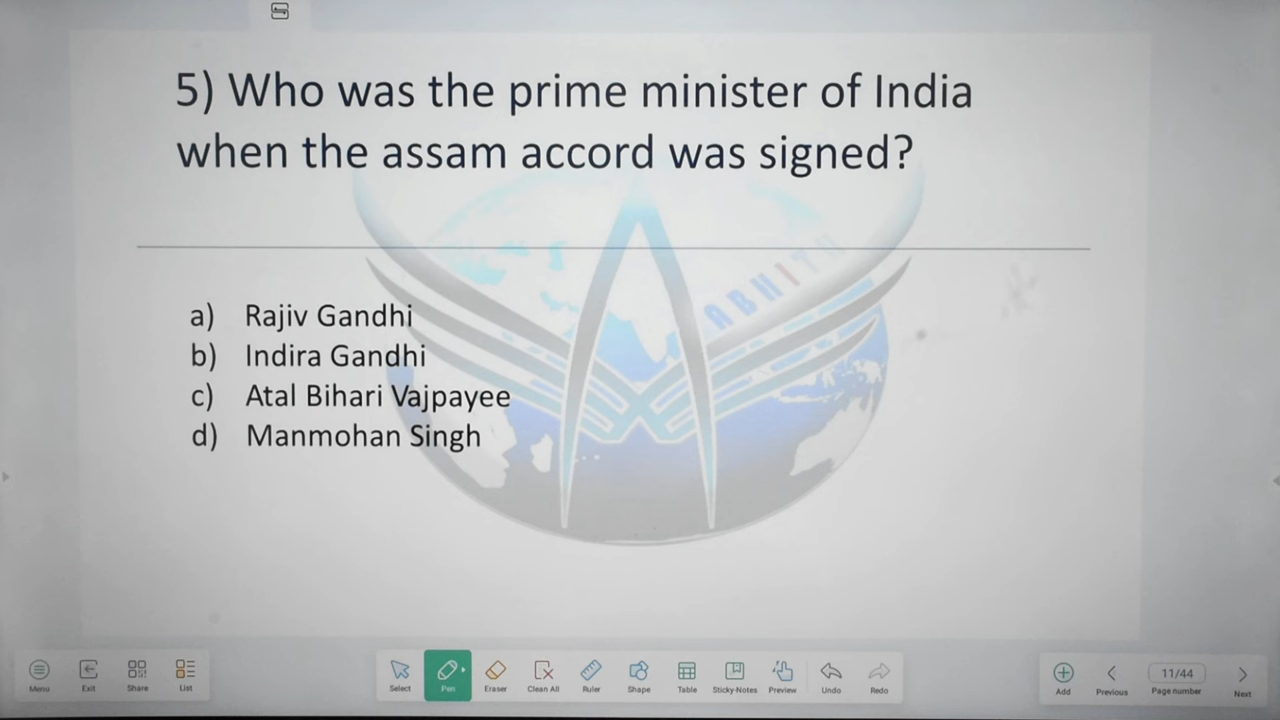 5) Who was the prime minister of India
when the assam accord was signed?
ABHITU
a) Rajiv Gandhi
b) Indira Gandhi
c) Atal Bihari Vajpayee
d) Manmohan Singh
Menu Exit Share List Select Pen Eraser Clean All Ruler Shape Table Sticky-Notes Preview Undo Redo Add Previous 11/44 Page number Next